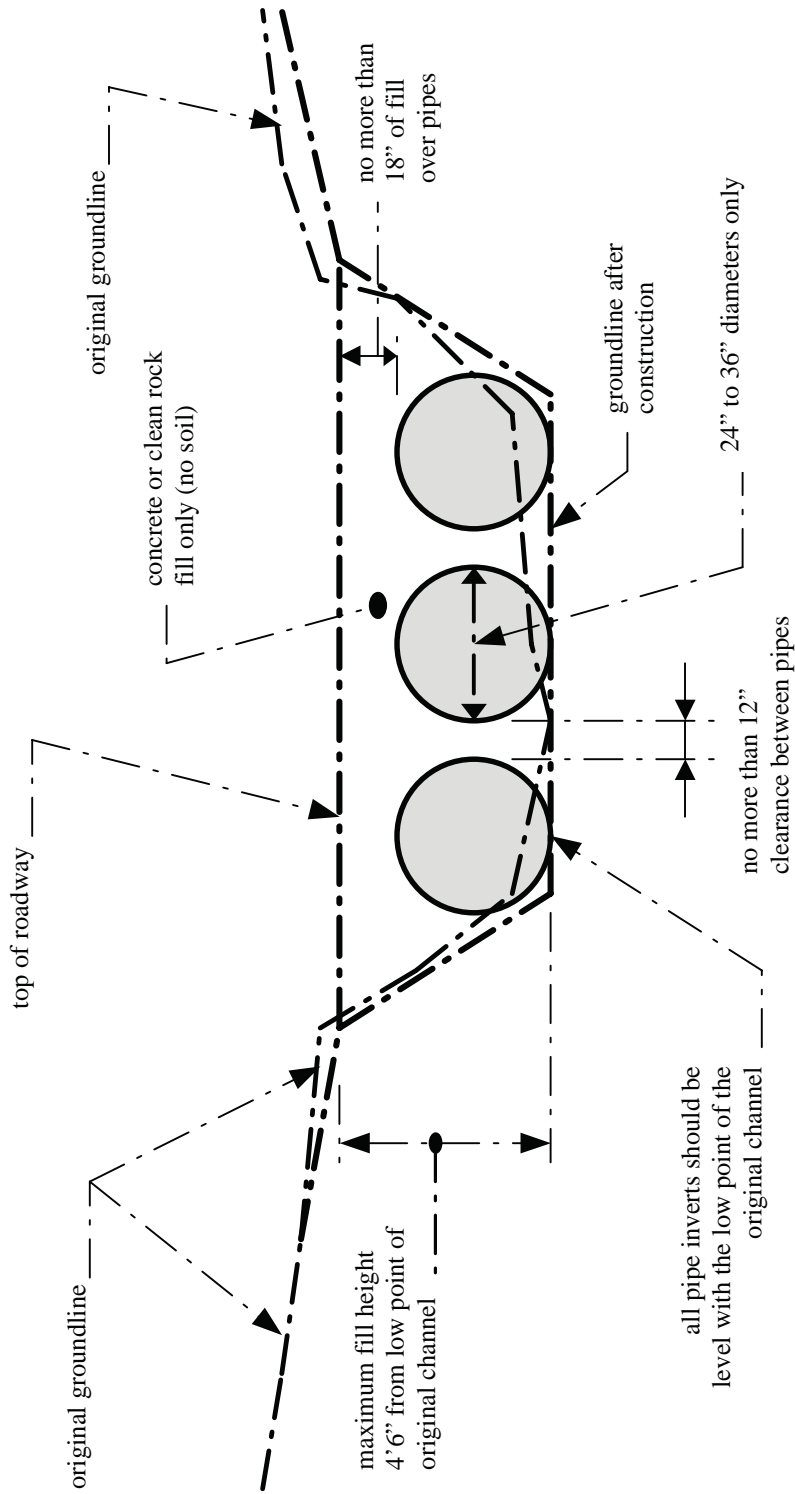 top of roadway
original groundline
original groundline
concrete or clean rock
fill only (no soil)
no more than
18” of fill
over pipes
maximum fill height
4’6” from low point of
original channel
groundline after
construction
24” to 36” diameters only
no more than 12”
clearance between pipes
all pipe inverts should be
level with the low point of the
original channel